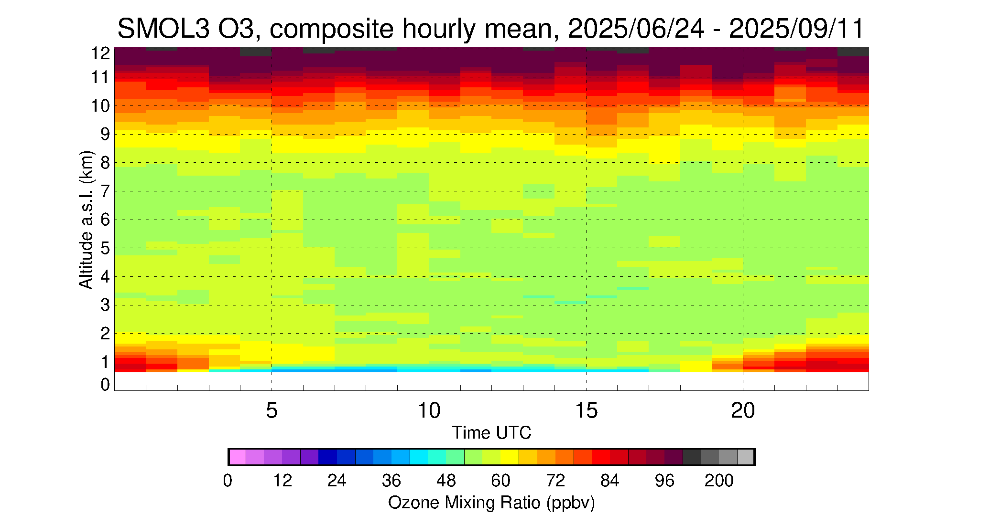 SMOL3 O3, composite hourly mean, 2025/06/24 - 2025/09/11
12
11
10
9
8
7
6
5
4
3
2
1
0
Altitude a.s.l. (km)
5 10 15 20
Time UTC
0 12 24 36 48 60 72 84 96 200
Ozone Mixing Ratio (ppbv)